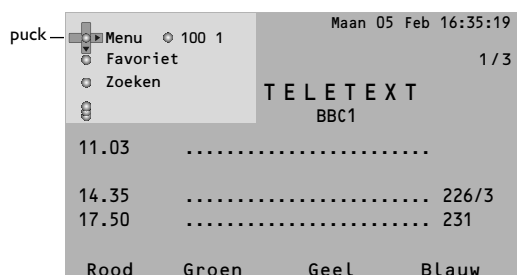 Maan 05 Feb 16:35:19
puck
Menu 100 1
Favoriet
1/3
Zoeken
TELETEXT
BBC1
11.03 ........................
14.35 ........................ 226/3
17.50 ........................ 231
Rood Groen Geel Blauw